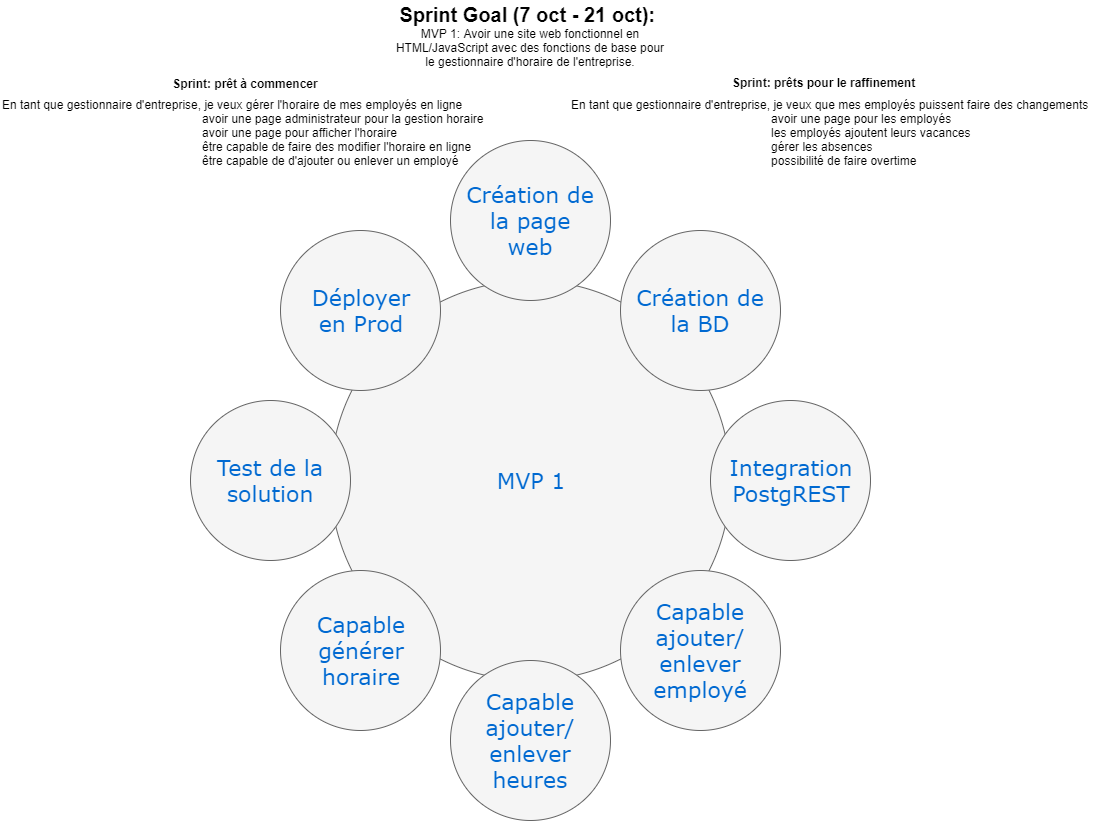 Sprint Goal (7 oct - 21 oct):
MVP 1: Avoir une site web fonctionnel en
HTML/JavaScript avec des fonctions de base pour
le gestionnaire d'horaire de l'entreprise.
Sprint: prêt à commencer
En tant que gestionnaire d'entreprise, je veux gérer l'horaire de mes employés en ligne
avoir une page administrateur pour la gestion horaire
avoir une page pour afficher l'horaire
être capable de faire des modifier l'horaire en ligne
être capable de d'ajouter ou enlever un employé
Sprint: prêts pour le raffinement
En tant que gestionnaire d'entreprise, je veux que mes employés puissent faire des changements
avoir une page pour les employés
les employés ajoutent leurs vacances
gérer les absences
possibilité de faire overtime
Création de
la page
web
Création de
la BD
Integration
PostgREST
Capable
ajouter/
enlever
employé
Capable
ajouter/
enlever
heures
Capable
générer
horaire
Test de la
solution
Déployer
en Prod
MVP 1